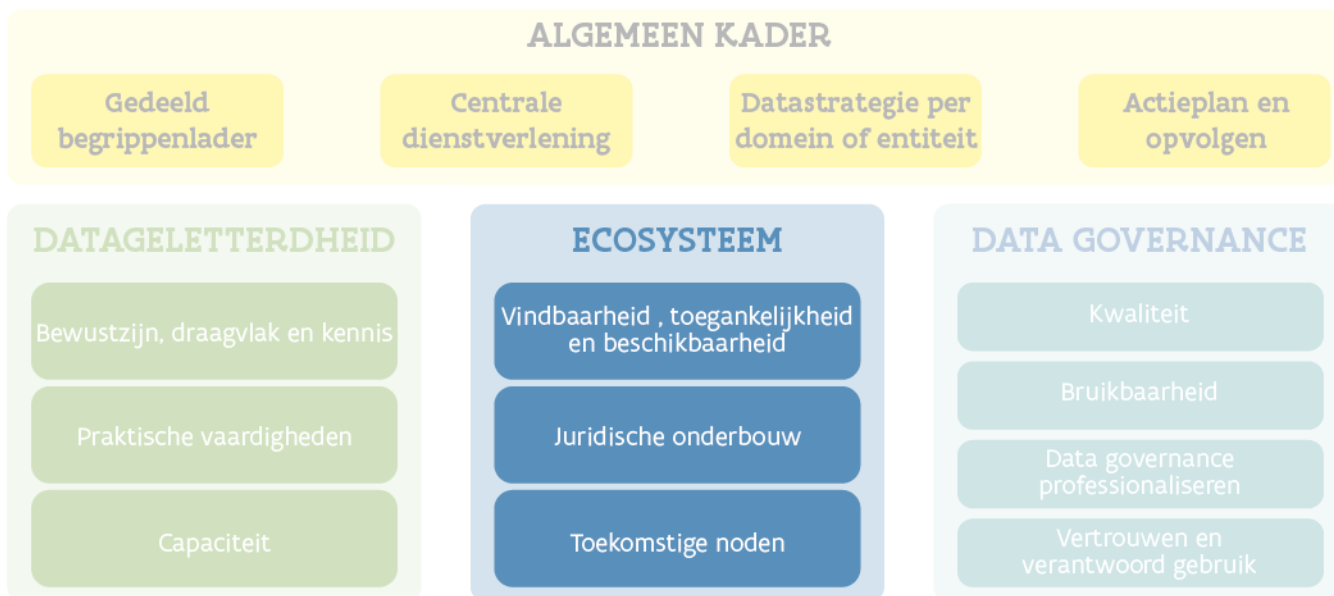 ALGEMEEN KADER
Gedeeld
begrippenlader
Centrale
dienstverlening
Datastrategie per
domein of entiteit
Actieplan en
opvolgen
DATAGELETTERDHEID
Bewustzijn, draagvlak en kennis
Praktische vaardigheden
Capaciteit
ECOSYSTEEM
Vindbaarheid , toegankelijkheid
en beschikbaarheid
Juridische onderbouw
Toekomstige noden
DATA GOVERNANCE
Kwaliteit
Bruikbaarheid
Data governance
professionaliseren
Vertrouwen en
verantwoord gebruik